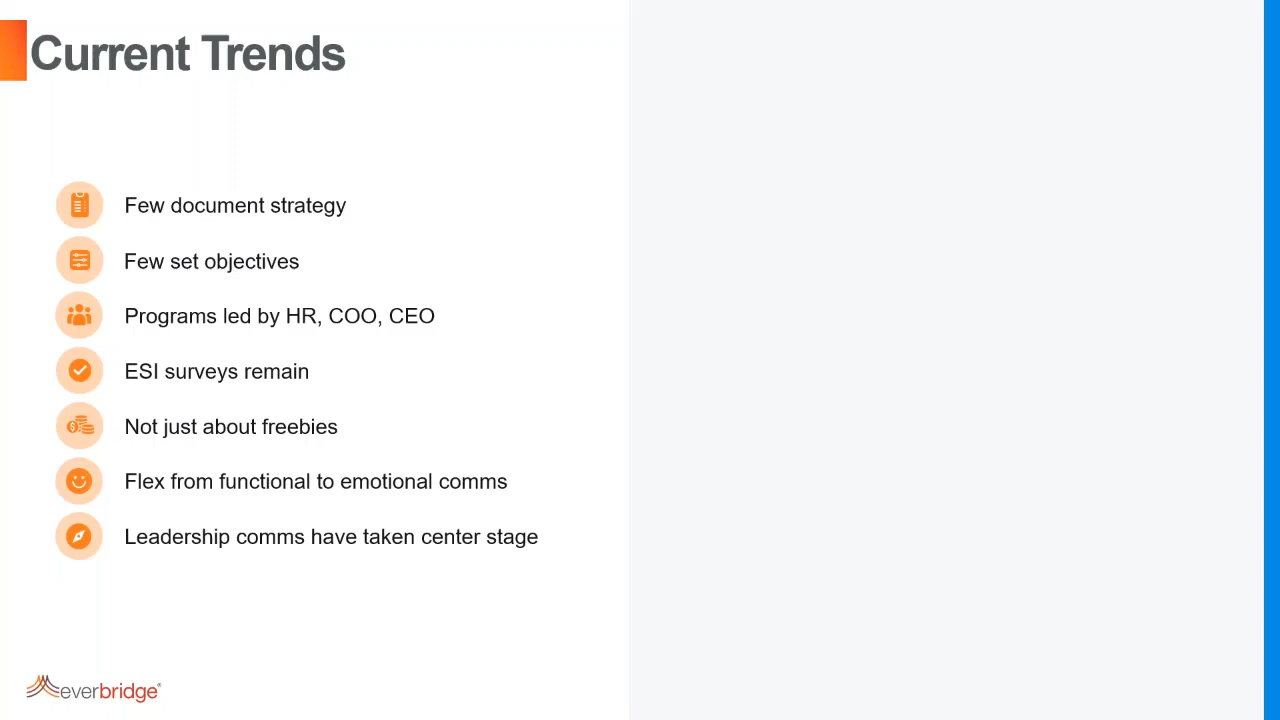 Current Trends
Few document strategy
Few set objectives
Programs led by HR, COO, CEO
ESI surveys remain
Not just about freebies
Flex from functional to emotional comms
Leadership comms have taken center stage
everbridge®